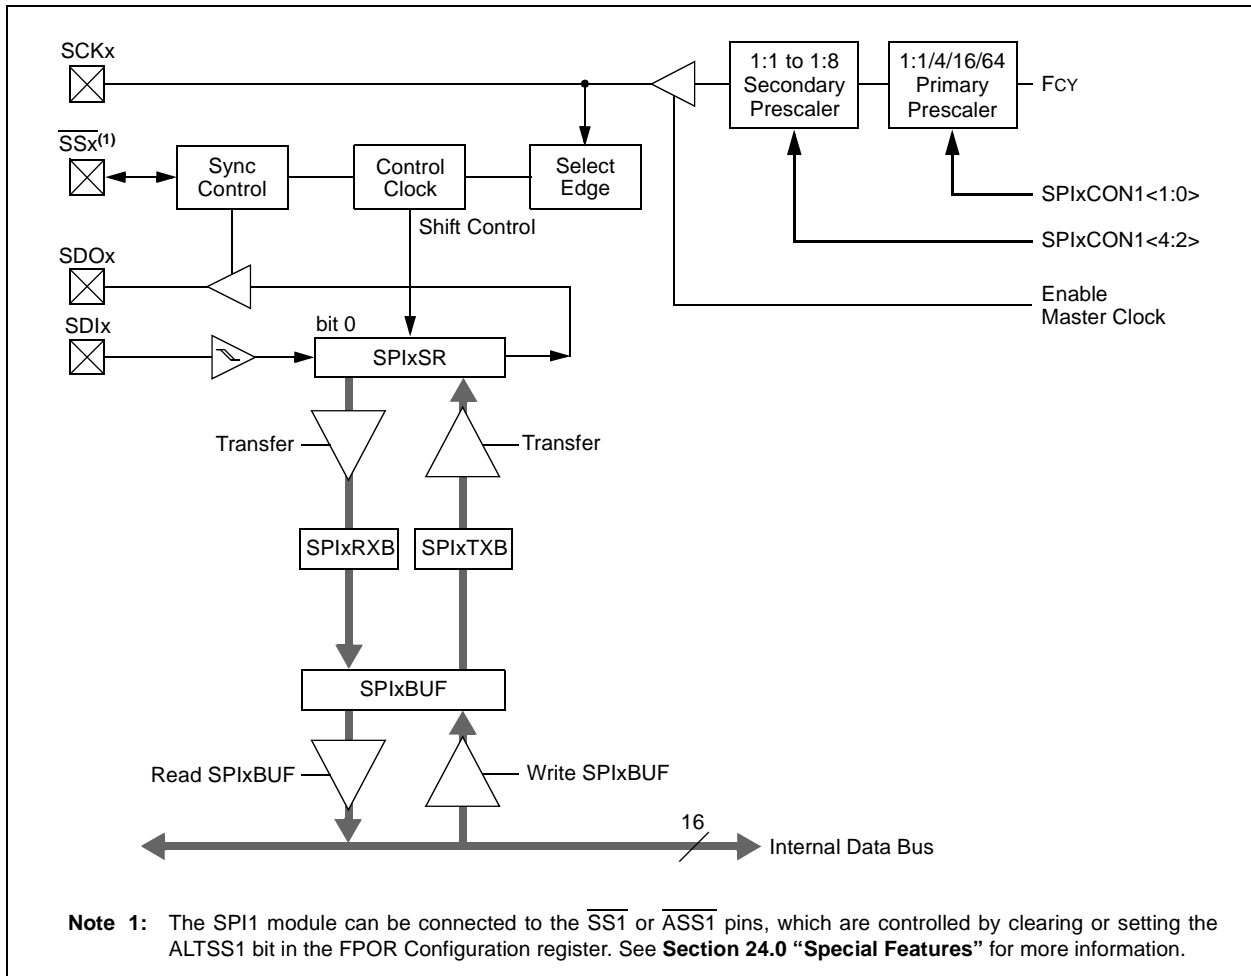 SCKx
1:1 to 1:8
Secondary
Prescaler
1:1/4/16/64
Primary
Prescaler
FCY
SSx(1)
Sync
Control
Control
Clock
Select
Edge
SPIxCON1<1:0>
Shift Control
SPIxCON1<4:2>
SDOx
Enable
Master Clock
SDIx
bit 0
SPIxSR
Transfer
Transfer
SPIxRXB
SPIxTXB
SPIxBUF
Read SPIxBUF
Write SPIxBUF
16
Internal Data Bus
Note 1: The SPI1 module can be connected to the SS1 or ASS1 pins, which are controlled by clearing or setting the
ALTSS1 bit in the FPOR Configuration register. See Section 24.0 “Special Features” for more information.